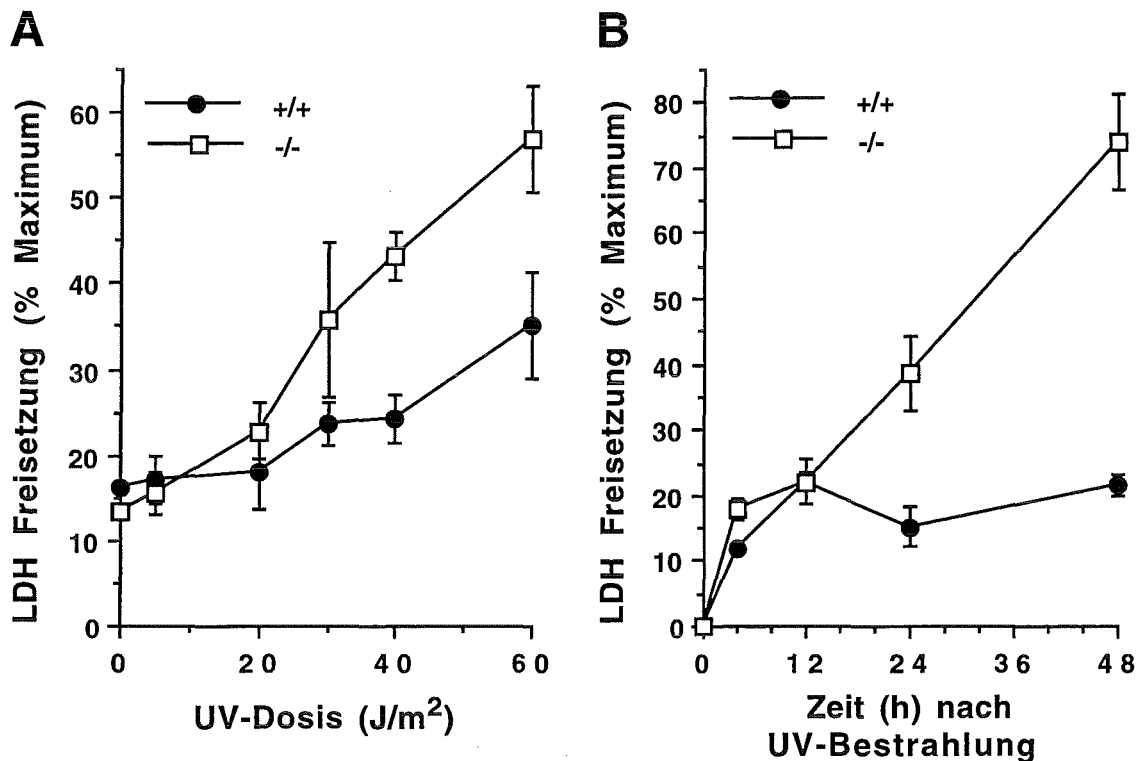 A
LDH Freisetzung (% Maximum)
60
50
40
30
20
10
0
+/+
-/-
0 20 40 60
UV-Dosis (J/m²)
B
LDH Freisetzung (% Maximum)
80
70
60
50
40
30
20
10
0
+/+
-/-
0 12 24 36 48
Zeit (h) nach
UV-Bestrahlung